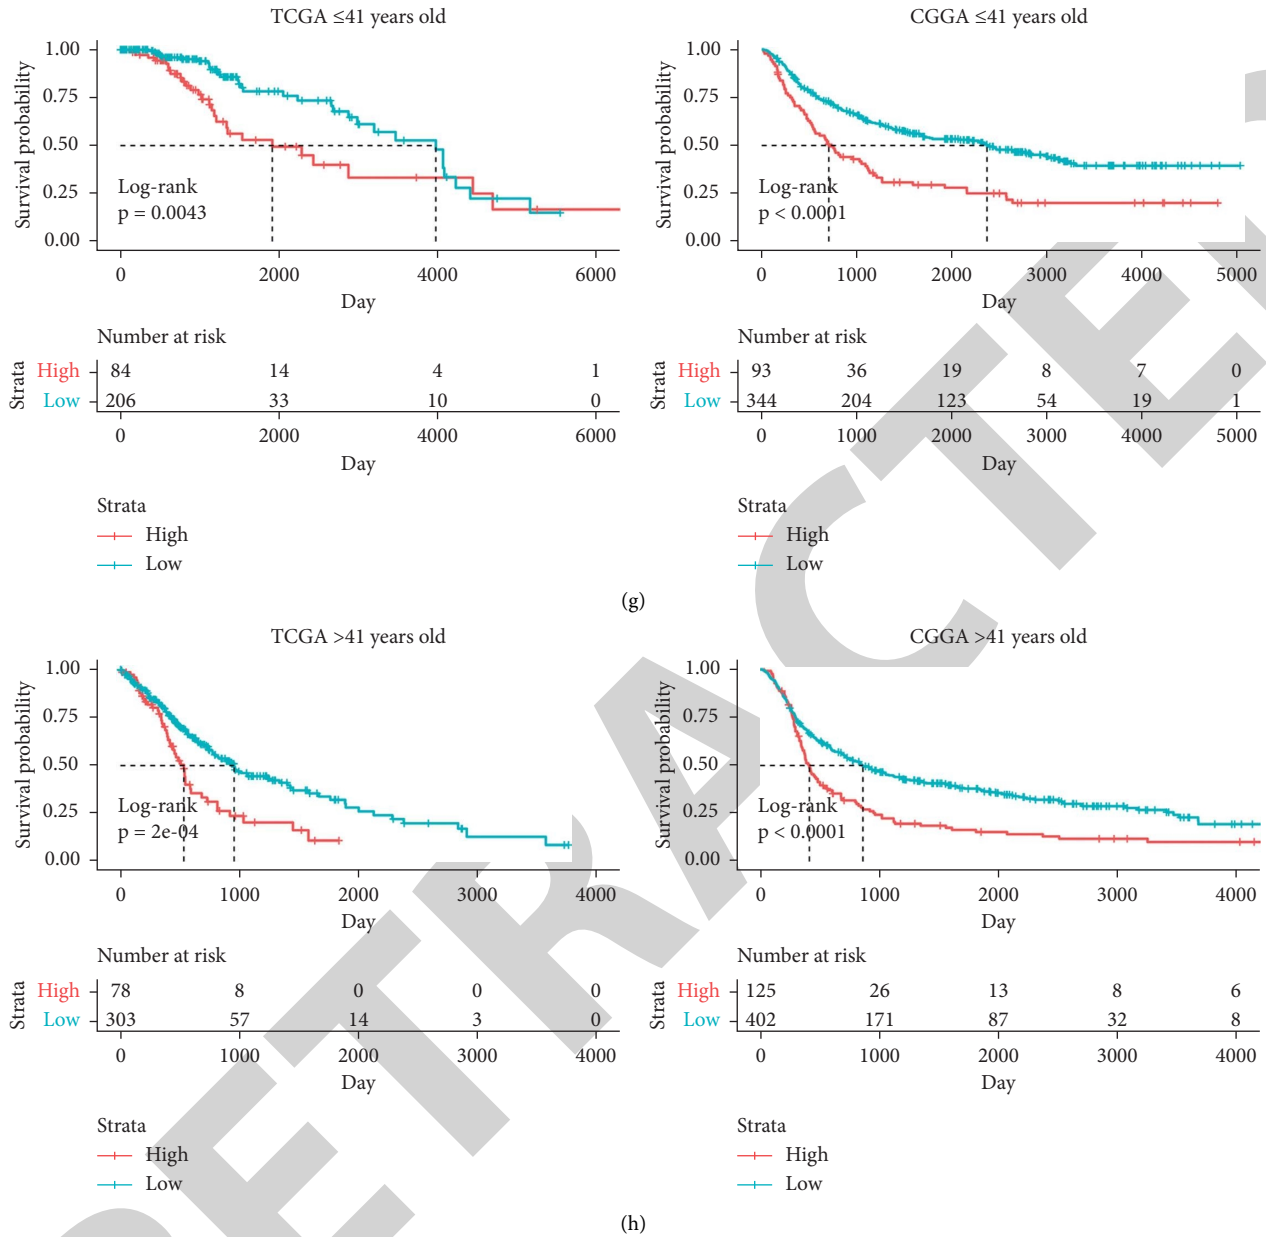 TCGA ≤41 years old
Survival probability
1.00
0.75
0.50
0.25
0.00
Log-rank
p = 0.0043
0 2000 4000 6000
Day
Number at risk
Strata
High 84 14 4 1
Low 206 33 10 0
0 2000 4000 6000
Day
Strata
High
Low
CGGA ≤41 years old
Survival probability
1.00
0.75
0.50
0.25
0.00
Log-rank
p < 0.0001
0 1000 2000 3000 4000 5000
Day
Number at risk
Strata
High 93 36 19 8 7 0
Low 344 204 123 54 19 1
0 1000 2000 3000 4000 5000
Day
Strata
High
Low
(g)
TCGA >41 years old
Survival probability
1.00
0.75
0.50
0.25
0.00
Log-rank
p = 2e-04
0 1000 2000 3000 4000
Day
Number at risk
Strata
High 78 8 0 0 0
Low 303 57 14 3 0
0 1000 2000 3000 4000
Day
Strata
High
Low
CGGA >41 years old
Survival probability
1.00
0.75
0.50
0.25
0.00
Log-rank
p < 0.0001
0 1000 2000 3000 4000
Day
Number at risk
Strata
High 125 26 13 8 6
Low 402 171 87 32 8
0 1000 2000 3000 4000
Day
Strata
High
Low
(h)
RETRACTED